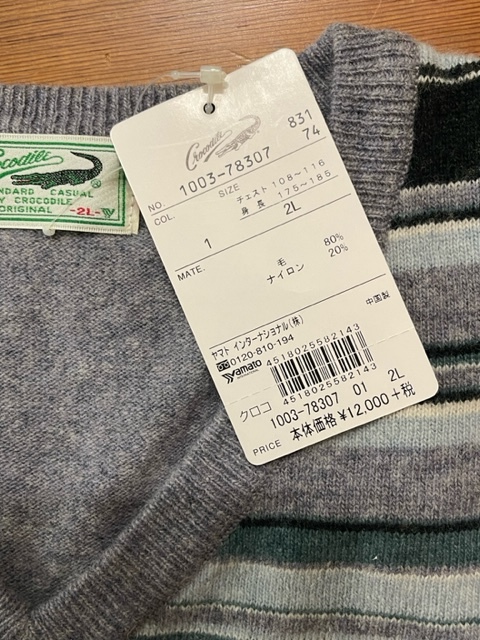 Crocodile
STANDARD CASUAL
BY CROCODILE
ORIGINAL -2L-
Crocodile
831
74
NO. 1003-78307
COL. SIZE チェスト 108-116
身長 175-185
1 2L
MATE. 毛 80%
ナイロン 20%
中国製
ヤマト インターナショナル(株)
0120-810-194
yamato
4518025582143
4518025582143
クロコ 1003-78307 01 2L
PRICE 本体価格¥12,000+税